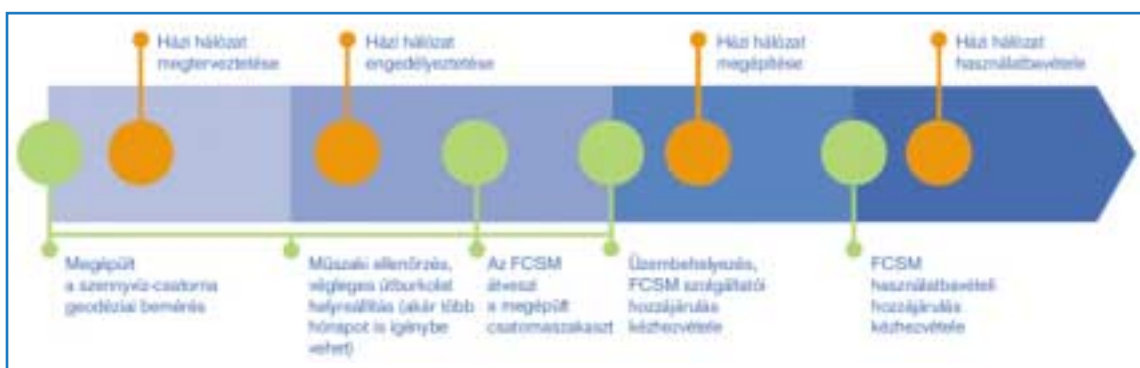 Házi hálózat
megterveztetése
Házi hálózat
engedélyeztetése
Házi hálózat
megépítése
Házi hálózat
használatbavétele
Megépült
a szennyvíz-csatorna
geodéziai bemérés
Műszaki ellenőrzés,
végleges útburkolat
helyreállítás (akár több
hónapot is igénybe
vehet)
Az FCSM
átveszi
a megépült
csatornaszakaszt
Üzembehelyezés,
FCSM szolgáltatói
hozzájárulás
kézhezvétele
FCSM
használatbavételi
hozzájárulás
kézhezvétele